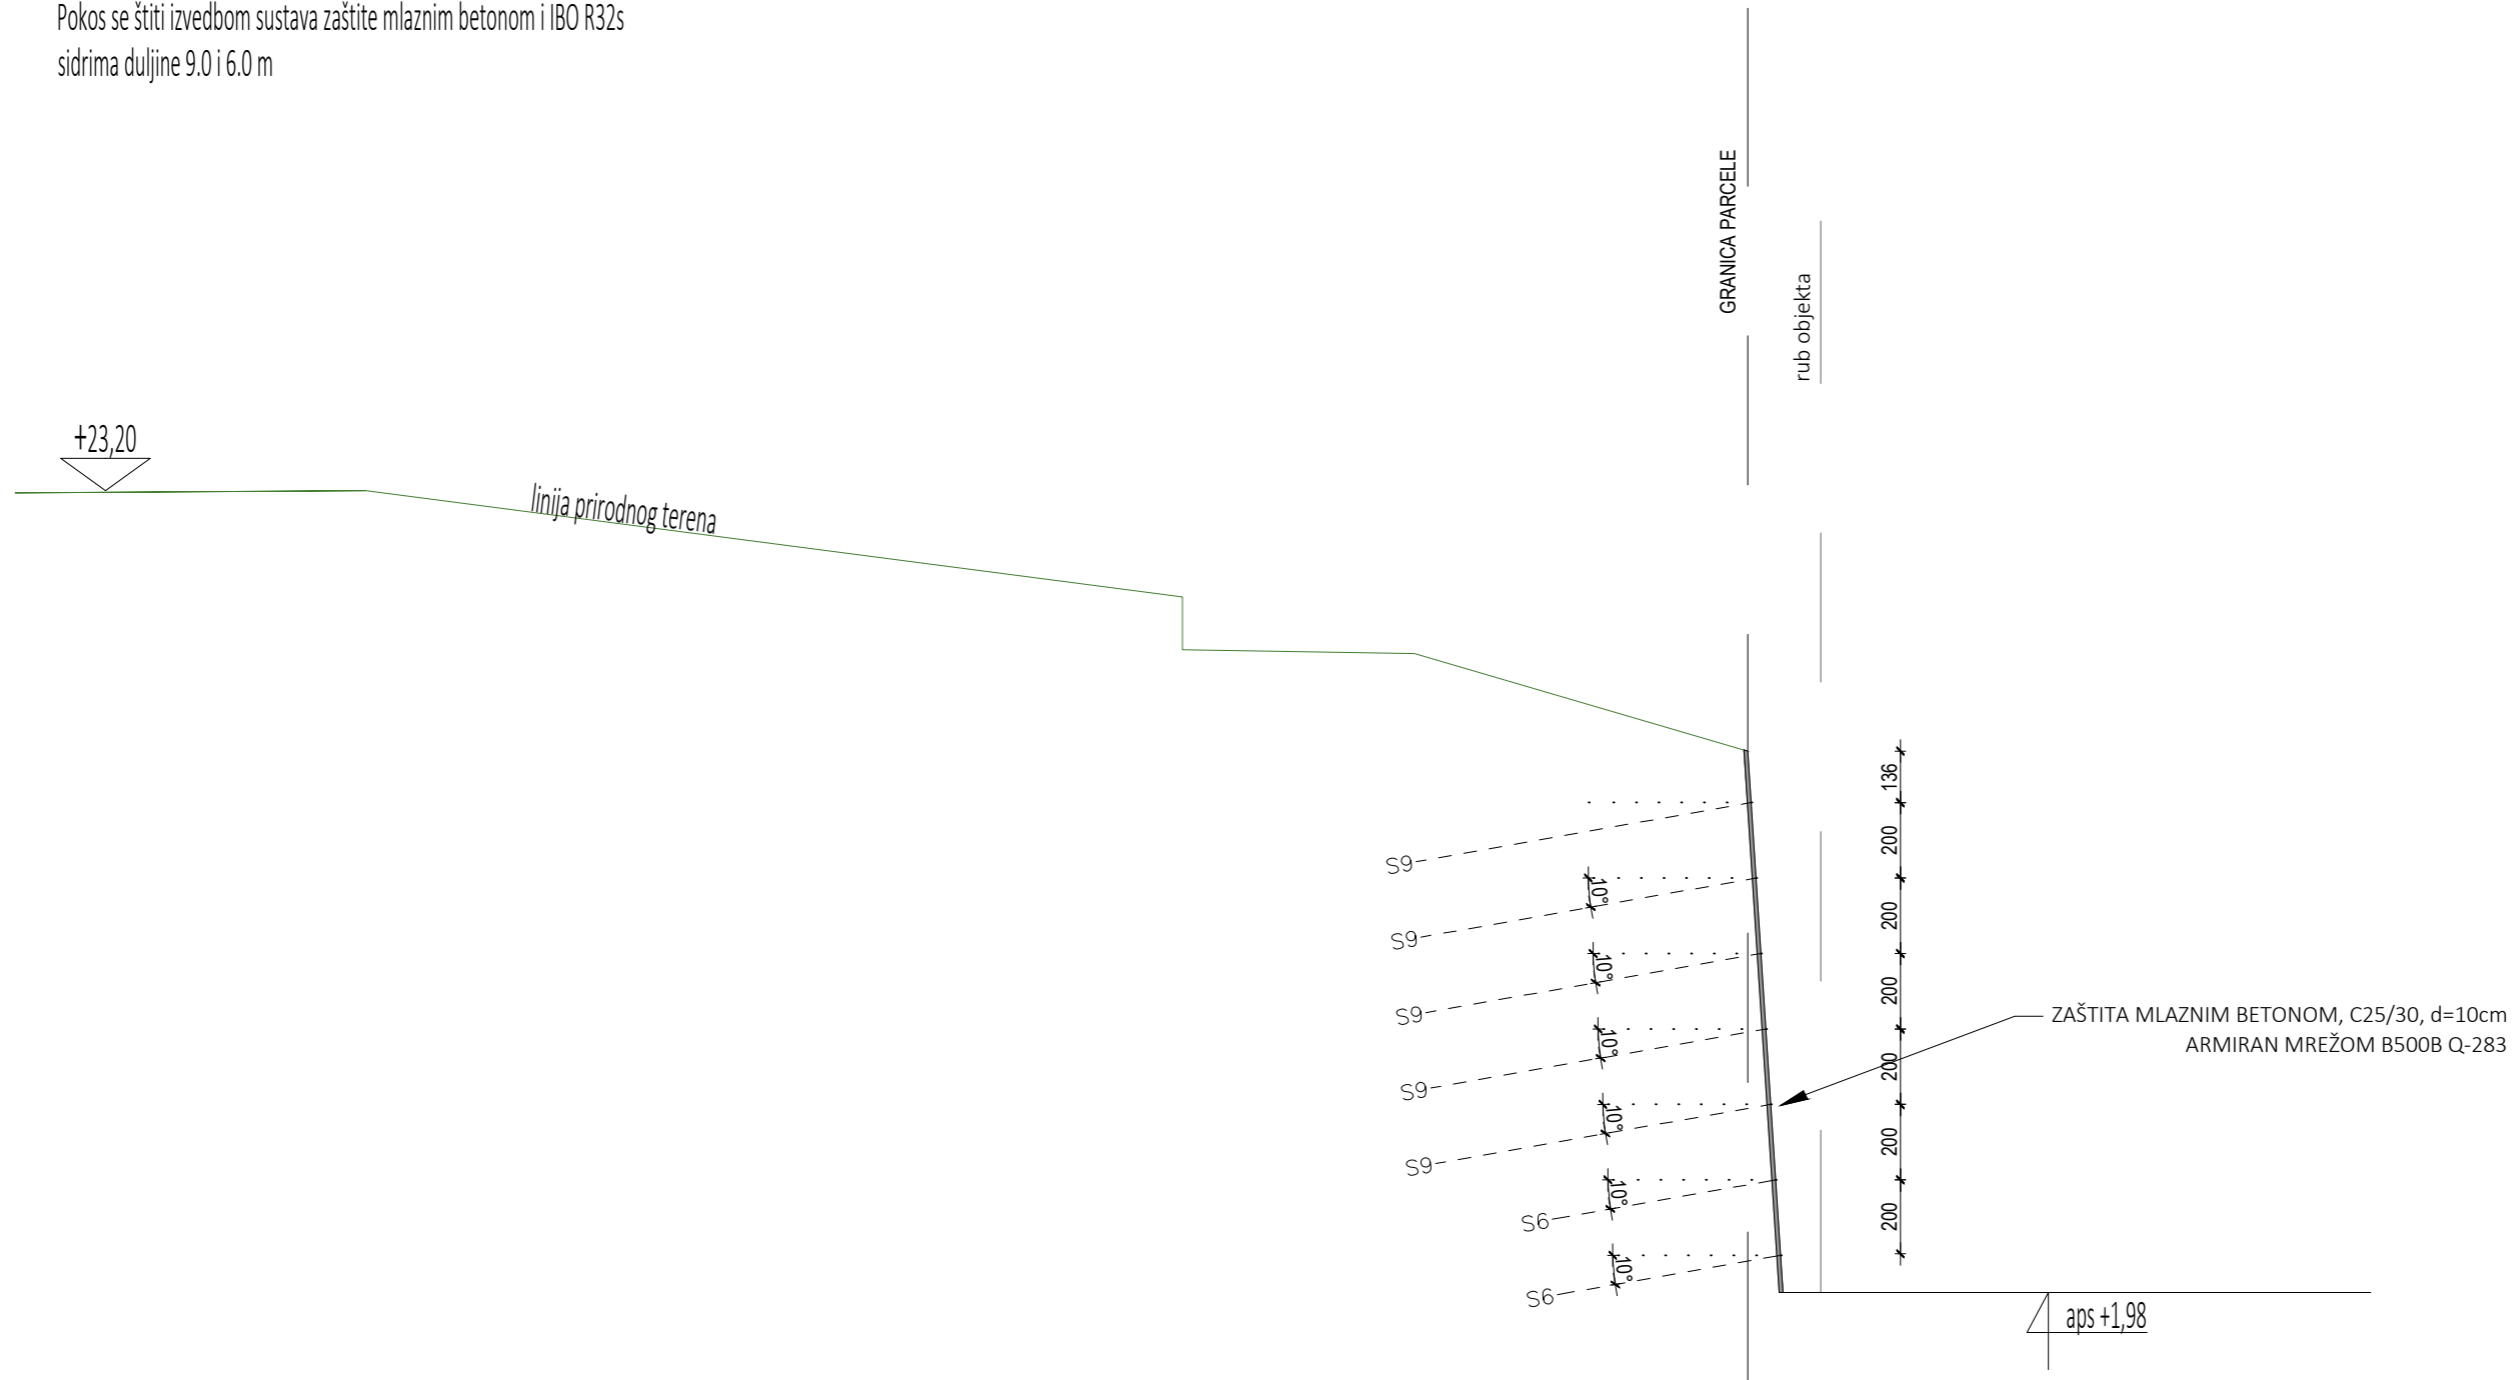 Pokos se štiti izvedbom sustava zaštite mlaznim betonom i IBO R32s
sidrima duljine 9.0 i 6.0 m
GRANICA PARCELE
rub objekta
+23,20
linija prirodnog terena
136
200
200
200
200
200
200
S9
S9
10°
S9
10°
S9
10°
S9
10°
S6
10°
S6
10°
ZAŠTITA MLAZNIM BETONOM, C25/30, d=10cm
ARMIRAN MREŽOM B500B Q-283
aps +1,98